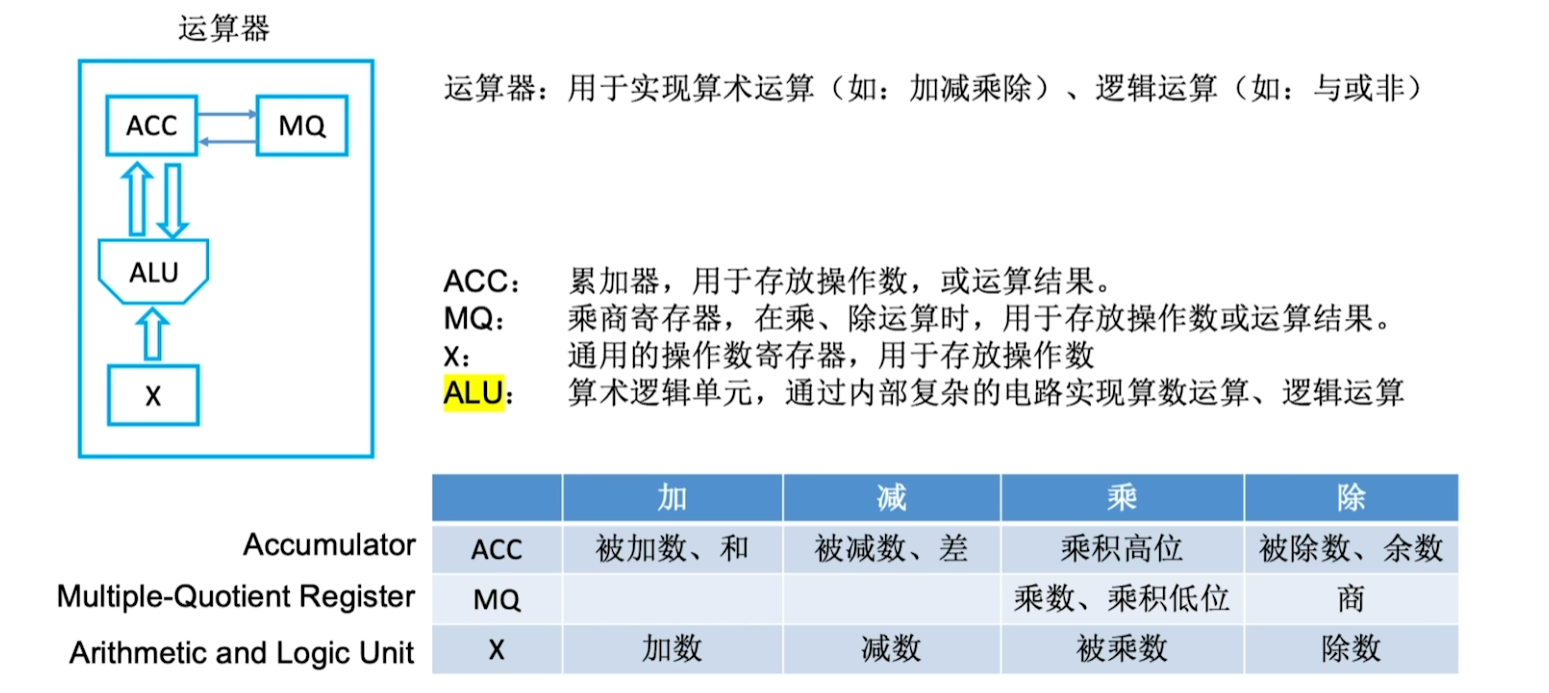 运算器
ACC
MQ
ALU
X
运算器：用于实现算术运算（如：加减乘除）、逻辑运算（如：与或非）
ACC： 累加器，用于存放操作数，或运算结果。
MQ： 乘商寄存器，在乘、除运算时，用于存放操作数或运算结果。
X： 通用的操作数寄存器，用于存放操作数
ALU： 算术逻辑单元，通过内部复杂的电路实现算数运算、逻辑运算
加 减 乘 除
Accumulator ACC 被加数、和 被减数、差 乘积高位 被除数、余数
Multiple-Quotient Register MQ 乘数、乘积低位 商
Arithmetic and Logic Unit X 加数 减数 被乘数 除数